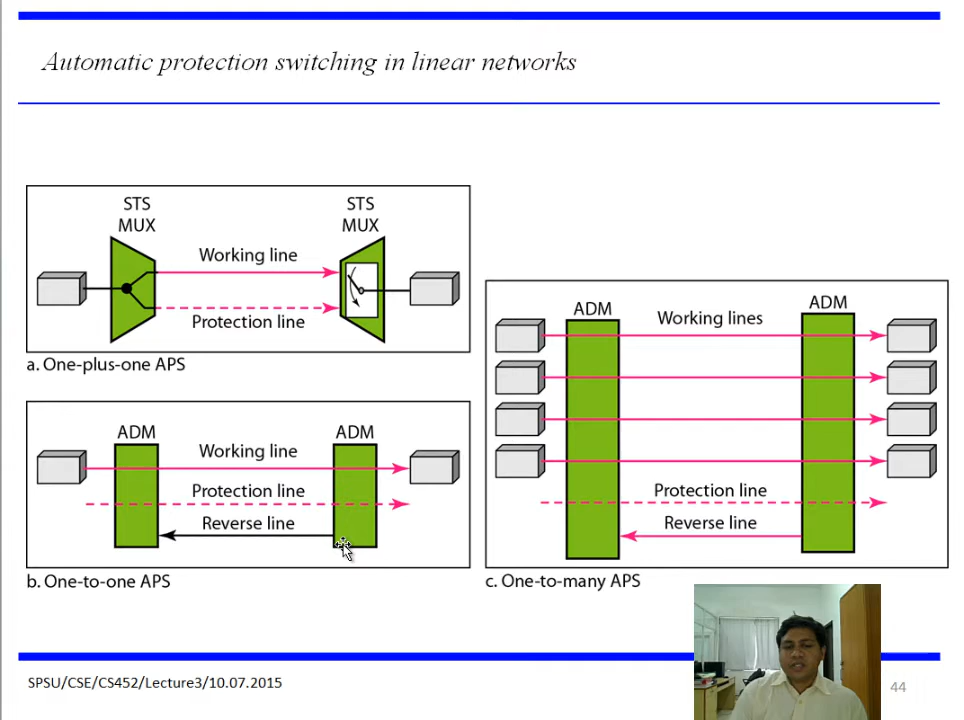 Automatic protection switching in linear networks
STS
MUX
STS
MUX
Working line
Protection line
a. One-plus-one APS
ADM
ADM
Working line
Protection line
Reverse line
b. One-to-one APS
ADM
ADM
Working lines
Protection line
Reverse line
c. One-to-many APS
SPSU/CSE/CS452/Lecture3/10.07.2015
44